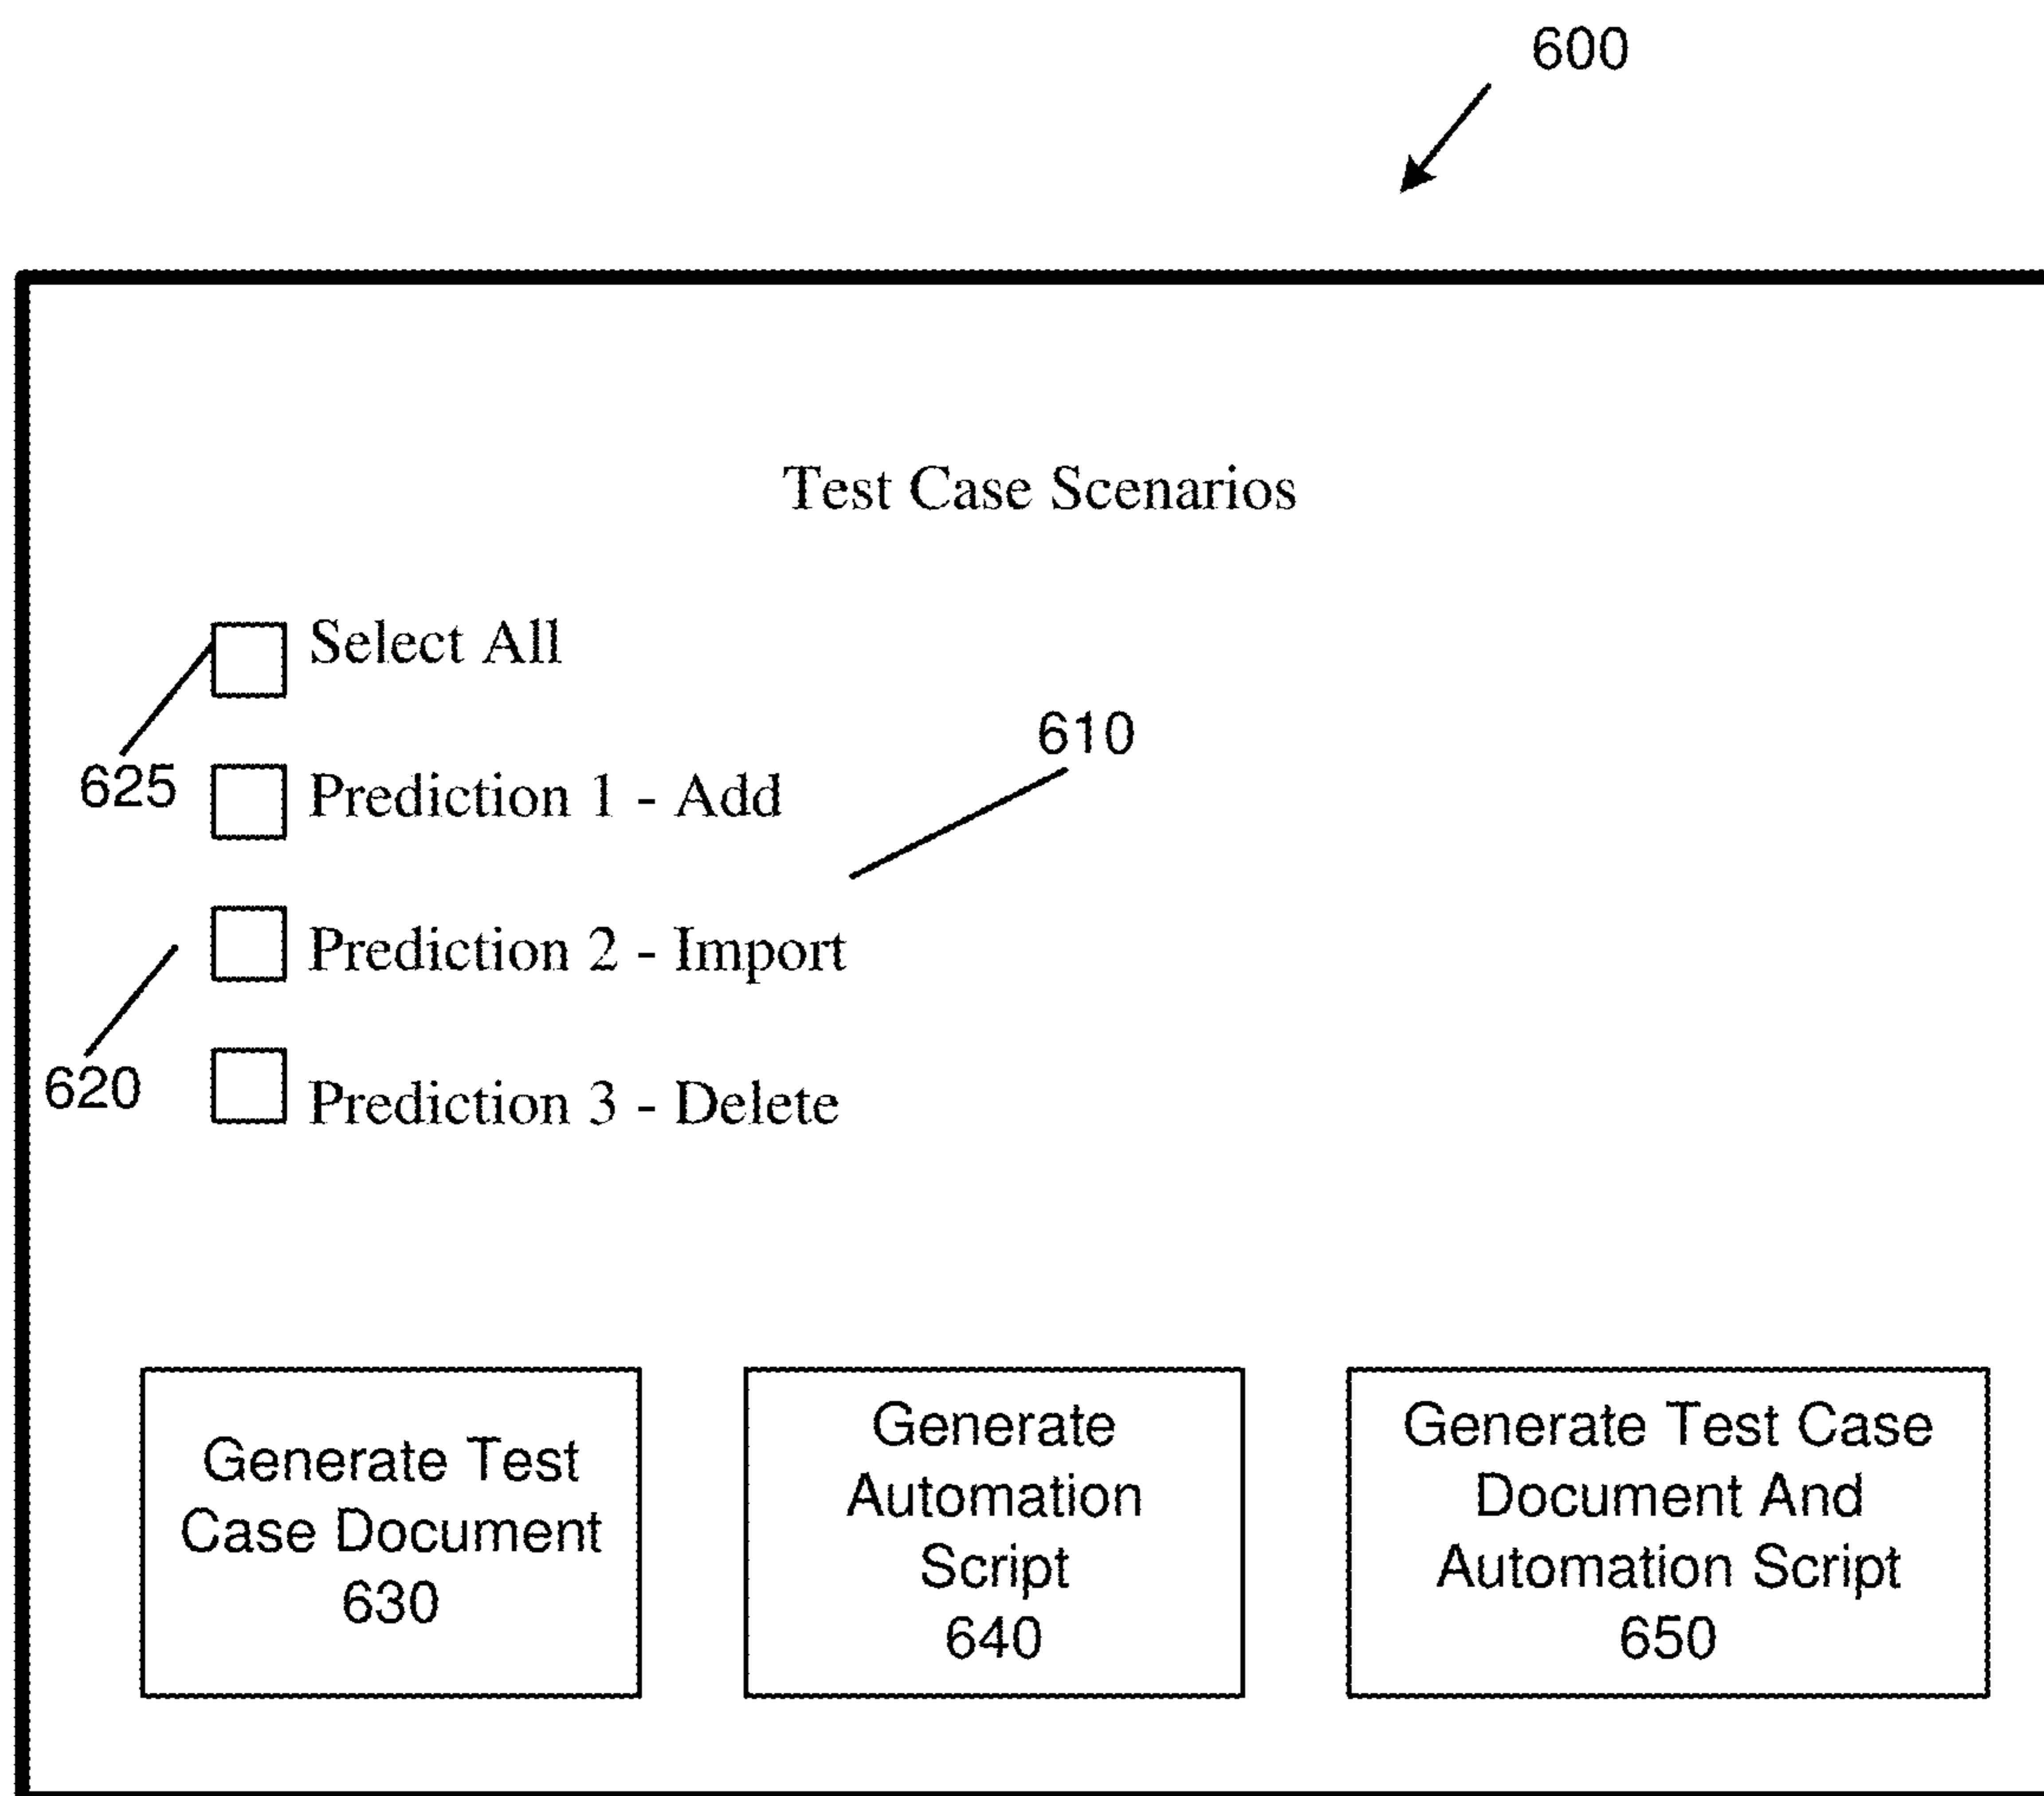 600
Test Case Scenarios
Select All
625
610
Prediction 1 - Add
Prediction 2 - Import
620
Prediction 3 - Delete
Generate Test
Case Document
630
Generate
Automation
Script
640
Generate Test Case
Document And
Automation Script
650